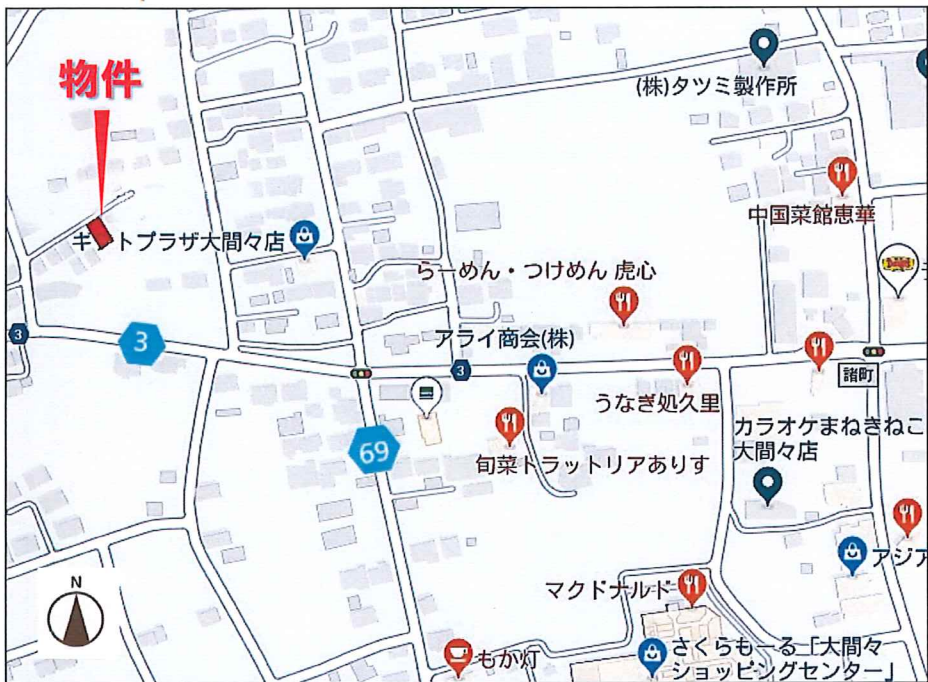 物件
(株)タツミ製作所
中国菜館恵華
ギフトプラザ大間々店
らーめん・つけめん 虎心
3
3
アライ商会(株)
3
諸町
うなぎ処久里
カラオケまねきねこ
大間々店
69
旬菜トラットリアありす
アジア
N
マクドナルド
もか灯
さくらもーる「大間々
ショッピングセンター」